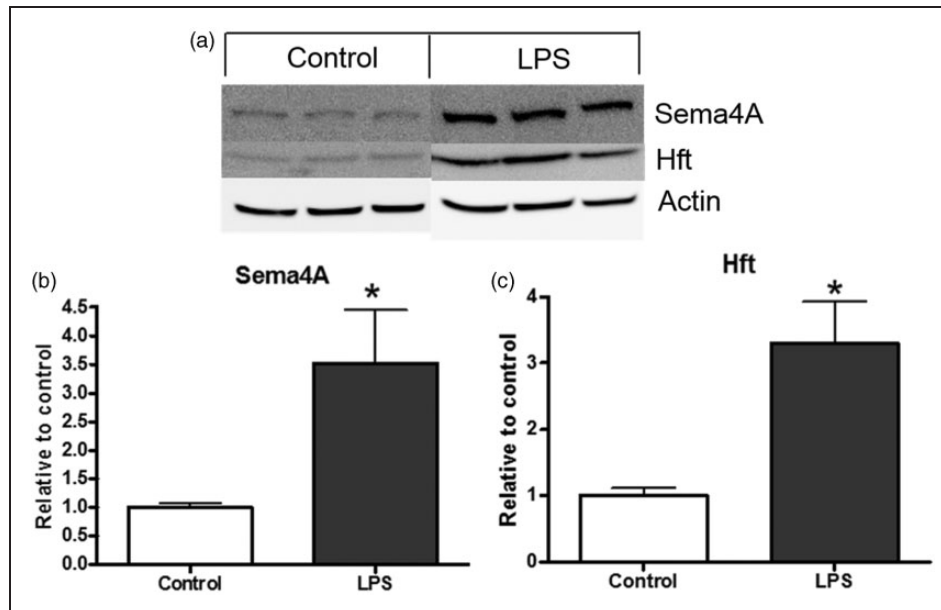 (a)
Control LPS
Sema4A
Hft
Actin
(b) Sema4A
*
4.5
4.0
3.5
3.0
2.5
2.0
1.5
1.0
0.5
0.0
Relative to control
Control LPS
(c) Hft
*
4
3
2
1
0
Relative to control
Control LPS